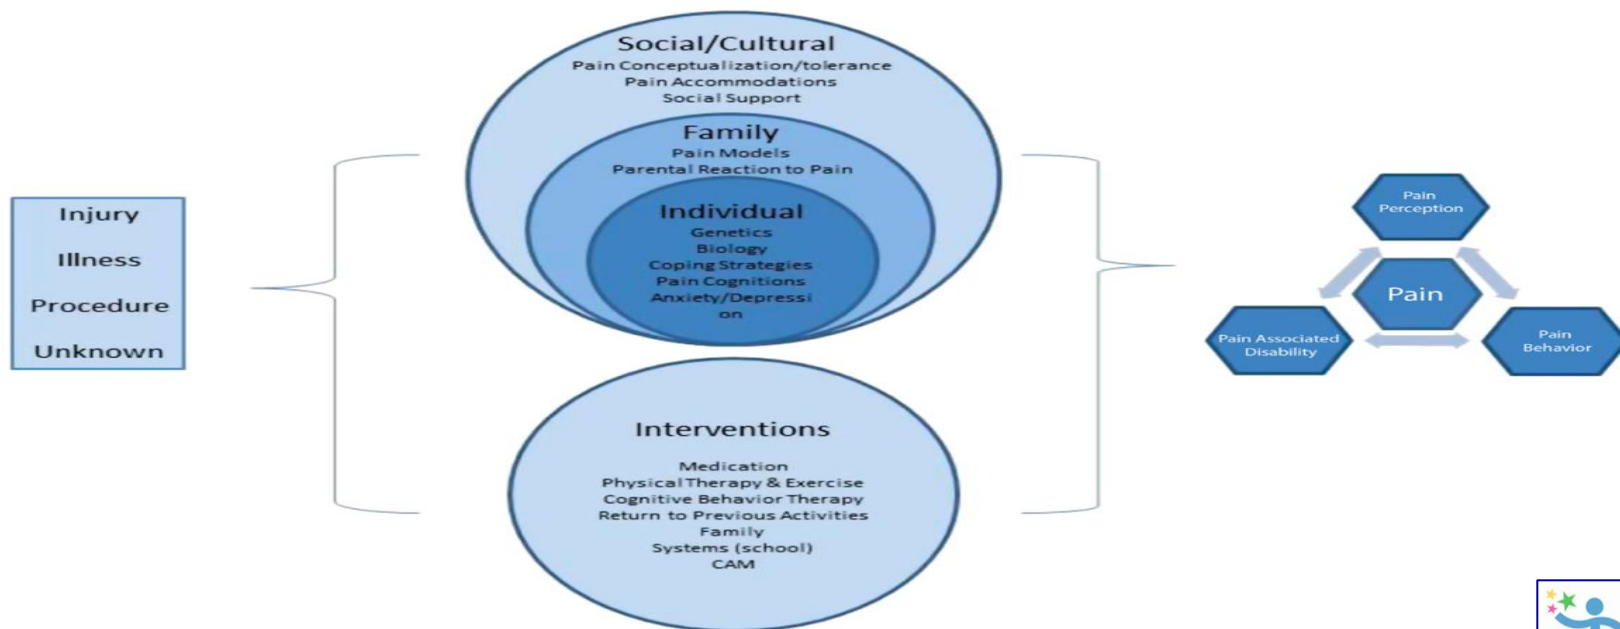 Injury
Illness
Procedure
Unknown
Social/Cultural
Pain Conceptualization/tolerance
Pain Accommodations
Social Support
Family
Pain Models
Parental Reaction to Pain
Individual
Genetics
Biology
Coping Strategies
Pain Cognitions
Anxiety/Depressi
on
Interventions
Medication
Physical Therapy & Exercise
Cognitive Behavior Therapy
Return to Previous Activities
Family
Systems (school)
CAM
Pain
Perception
Pain
Pain Associated
Disability
Pain
Behavior